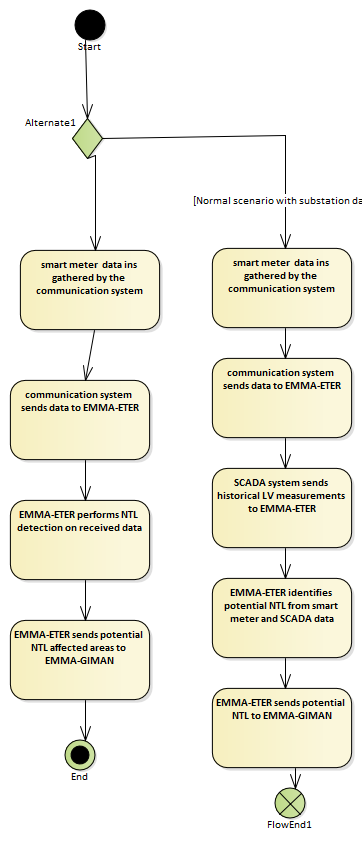 Start
Alternate1
[Normal scenario with substation da
smart meter  data ins
gathered by the
communication system
communication system
sends data to EMMA-ETER
EMMA-ETER performs NTL
detection on received data
EMMA-ETER sends potential
NTL affected areas to
EMMA-GIMAN
End
smart meter  data ins
gathered by the
communication system
communication system
sends data to EMMA-ETER
SCADA system sends
historical LV measurements
to EMMA-ETER
EMMA-ETER identifies
potential NTL from smart
meter and SCADA data
EMMA-ETER sends potential
NTL to EMMA-GIMAN
FlowEnd1